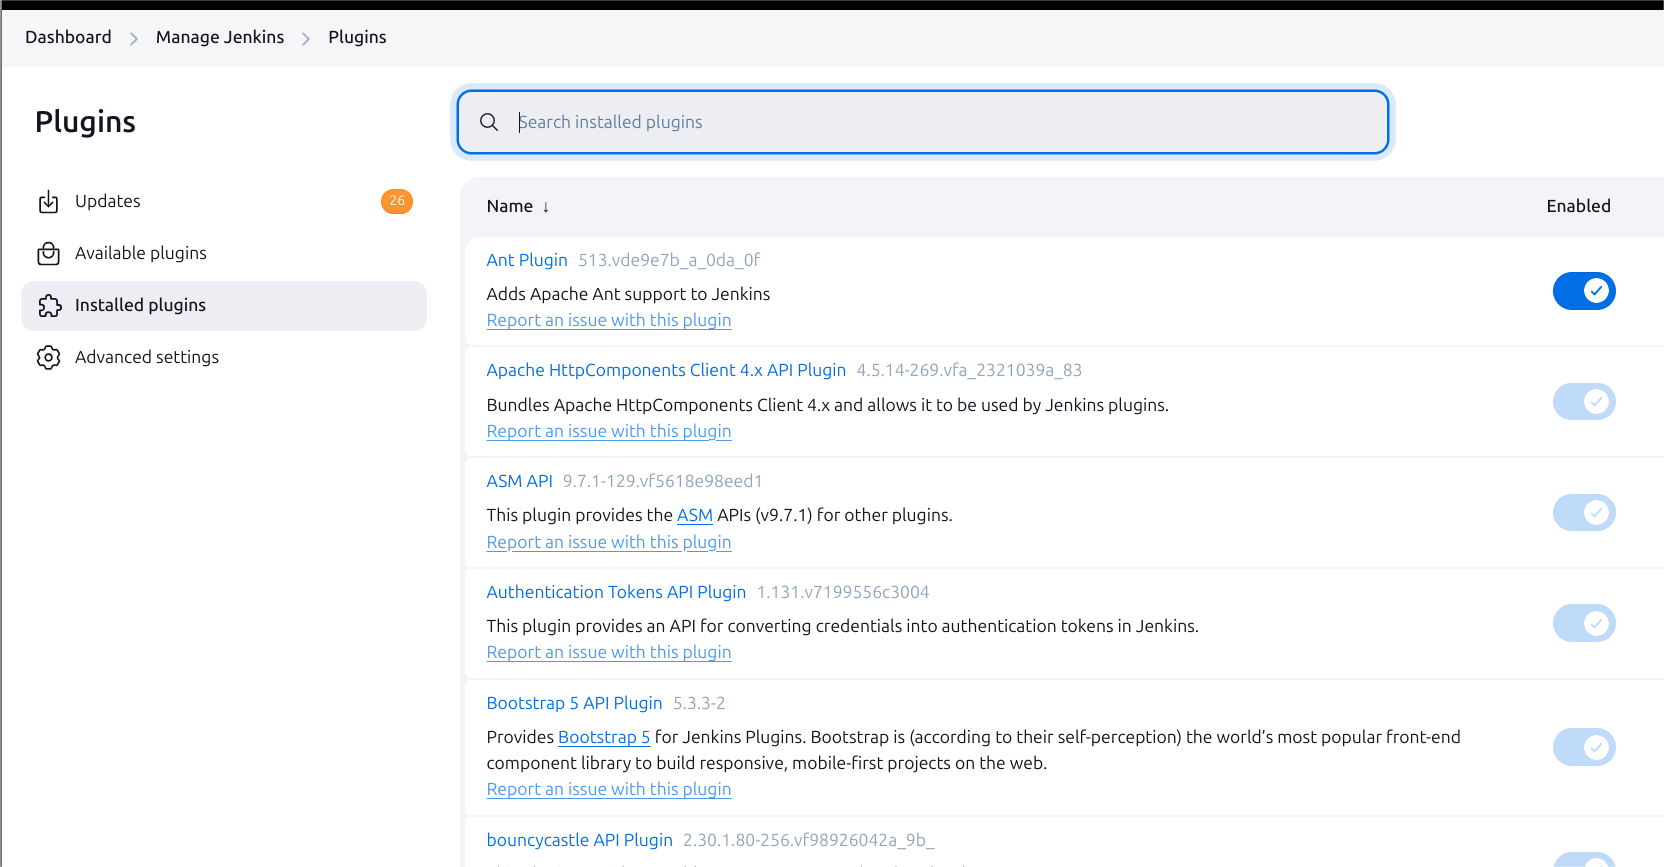 Dashboard > Manage Jenkins > Plugins
Plugins
Search installed plugins
Updates 26
Available plugins
Installed plugins
Advanced settings
Name ↓ Enabled
Ant Plugin 513.vde9e7b_a_0da_0f
Adds Apache Ant support to Jenkins
Report an issue with this plugin
Apache HttpComponents Client 4.x API Plugin 4.5.14-269.vfa_2321039a_83
Bundles Apache HttpComponents Client 4.x and allows it to be used by Jenkins plugins.
Report an issue with this plugin
ASM API 9.7.1-129.vf5618e98eed1
This plugin provides the ASM APIs (v9.7.1) for other plugins.
Report an issue with this plugin
Authentication Tokens API Plugin 1.131.v7199556c3004
This plugin provides an API for converting credentials into authentication tokens in Jenkins.
Report an issue with this plugin
Bootstrap 5 API Plugin 5.3.3-2
Provides Bootstrap 5 for Jenkins Plugins. Bootstrap is (according to their self-perception) the world's most popular front-end
component library to build responsive, mobile-first projects on the web.
Report an issue with this plugin
bouncycastle API Plugin 2.30.1.80-256.vf98926042a_9b_